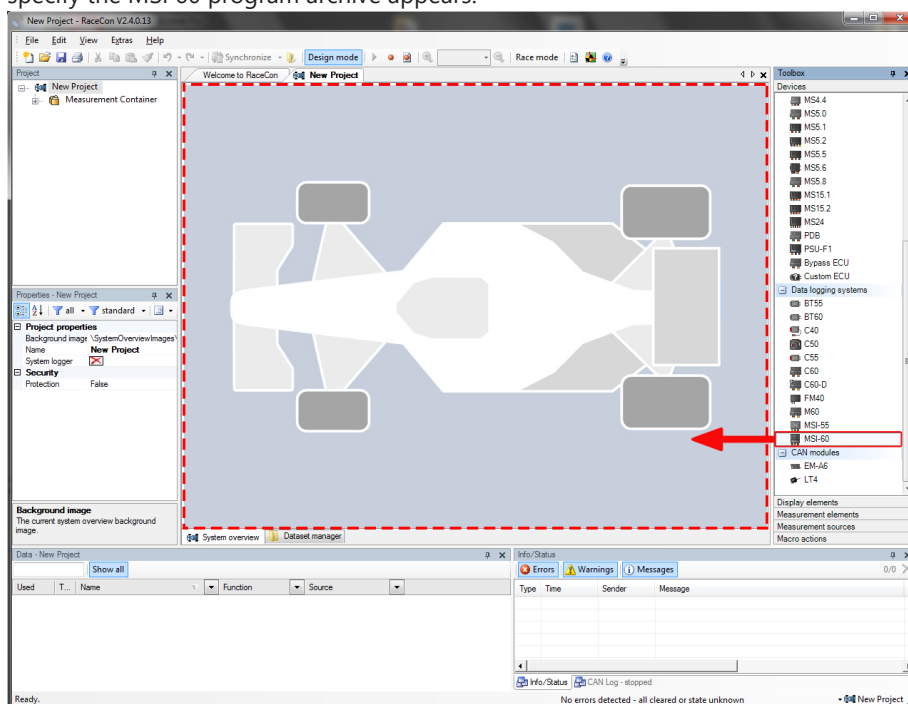 specify the MSI 60 program archive appears.
New Project - RaceCon V2.4.0.13
File Edit View Extras Help
Synchronize Design mode Race mode
Project
New Project
Measurement Container
Welcome to RaceCon New Project
Toolbox
Devices
MS4.4
MS5.0
MS5.1
MS5.2
MS5.5
MS5.6
MS5.8
MS15.1
MS15.2
MS24
PDB
PSU-F1
Bypass ECU
Custom ECU
Data logging systems
BT55
BT60
C40
C50
C55
C60
C60-D
FM40
M60
MSI-55
MSI-60
CAN modules
EM-A6
LT4
Display elements
Measurement elements
Measurement sources
Macro actions
Properties - New Project
all standard
Project properties
Background image \SystemOverviewImages\
Name New Project
System logger
Security
Protection False
Background image
The current system overview background
image.
System overview Dataset manager
Data - New Project
Show all
Used T... Name Function Source
Info/Status
Errors Warnings Messages 0/0
Type Time Sender Message
Info/Status CAN Log - stopped
Ready.
No errors detected - all cleared or state unknown
New Project